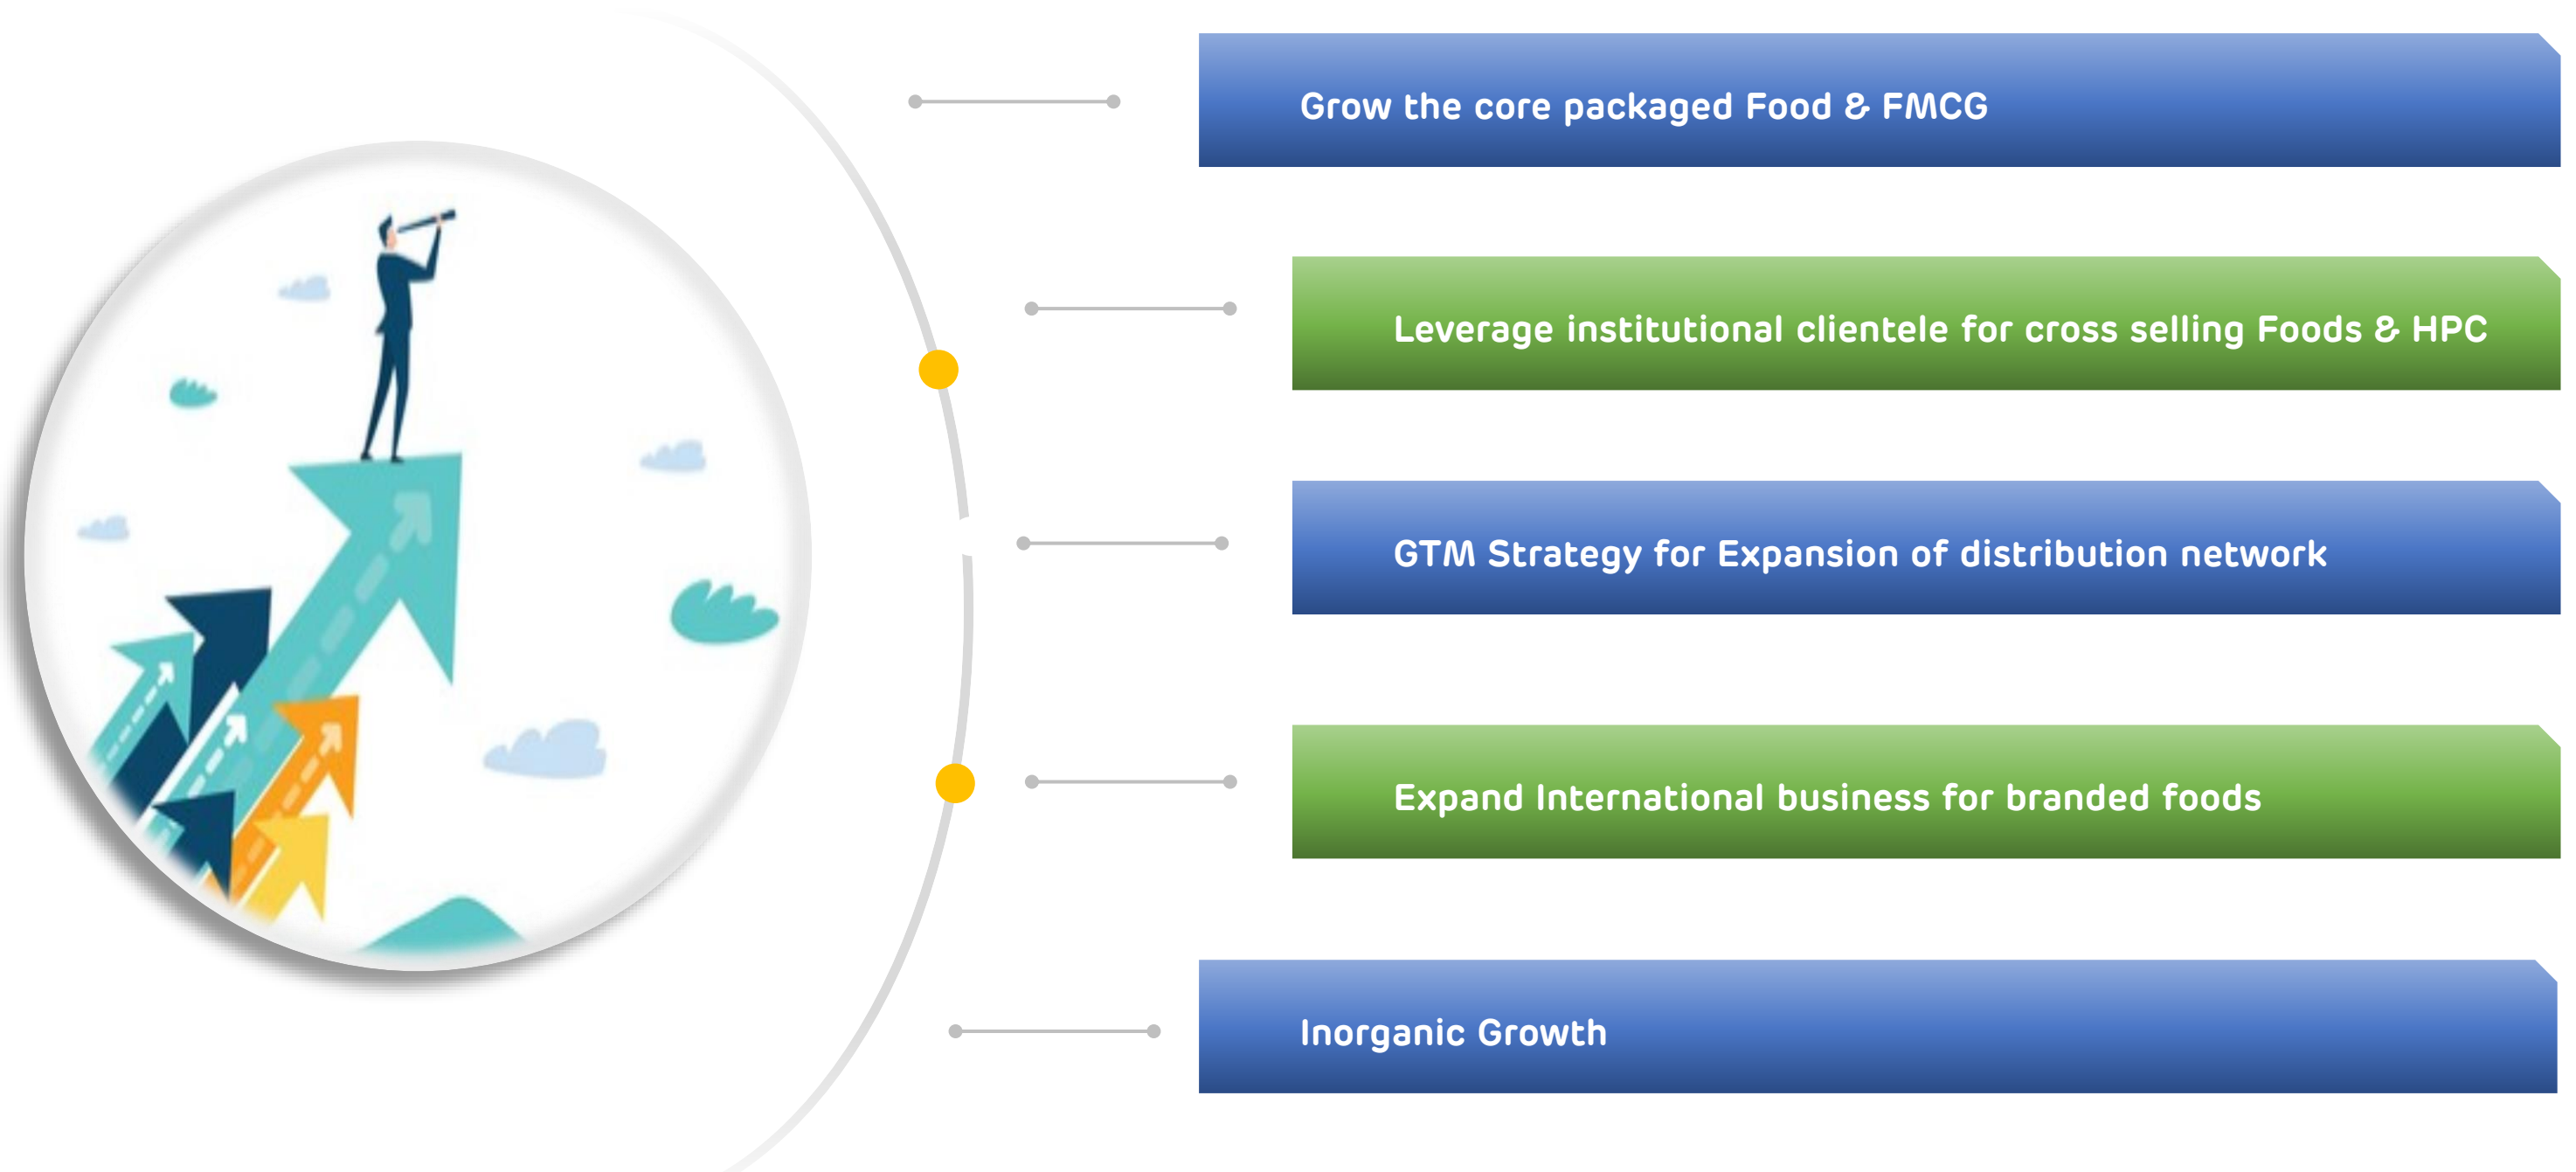 Grow the core packaged Food & FMCG
Leverage institutional clientele for cross selling Foods & HPC
GTM Strategy for Expansion of distribution network
Expand International business for branded foods
Inorganic Growth